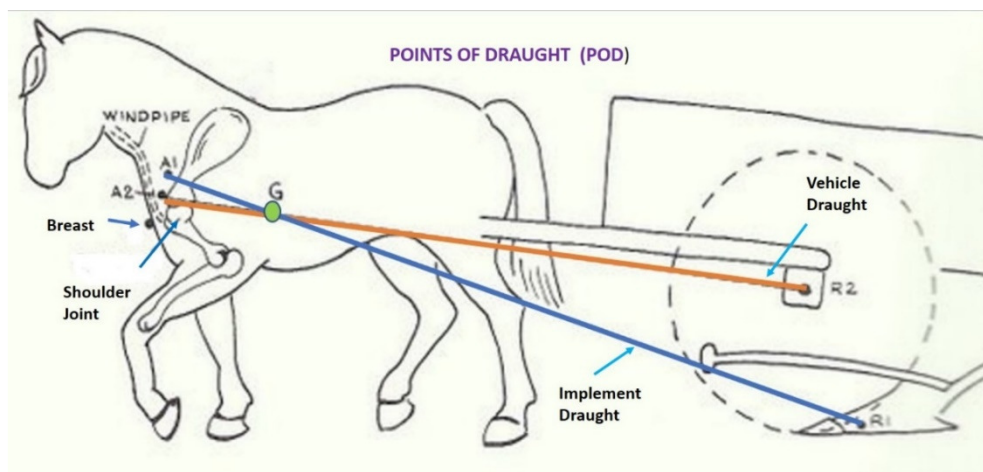 POINTS OF DRAUGHT (POD)
WINDPIPE
A1
A2
G
Breast
Shoulder
Joint
Vehicle
Draught
R2
Implement
Draught
R1